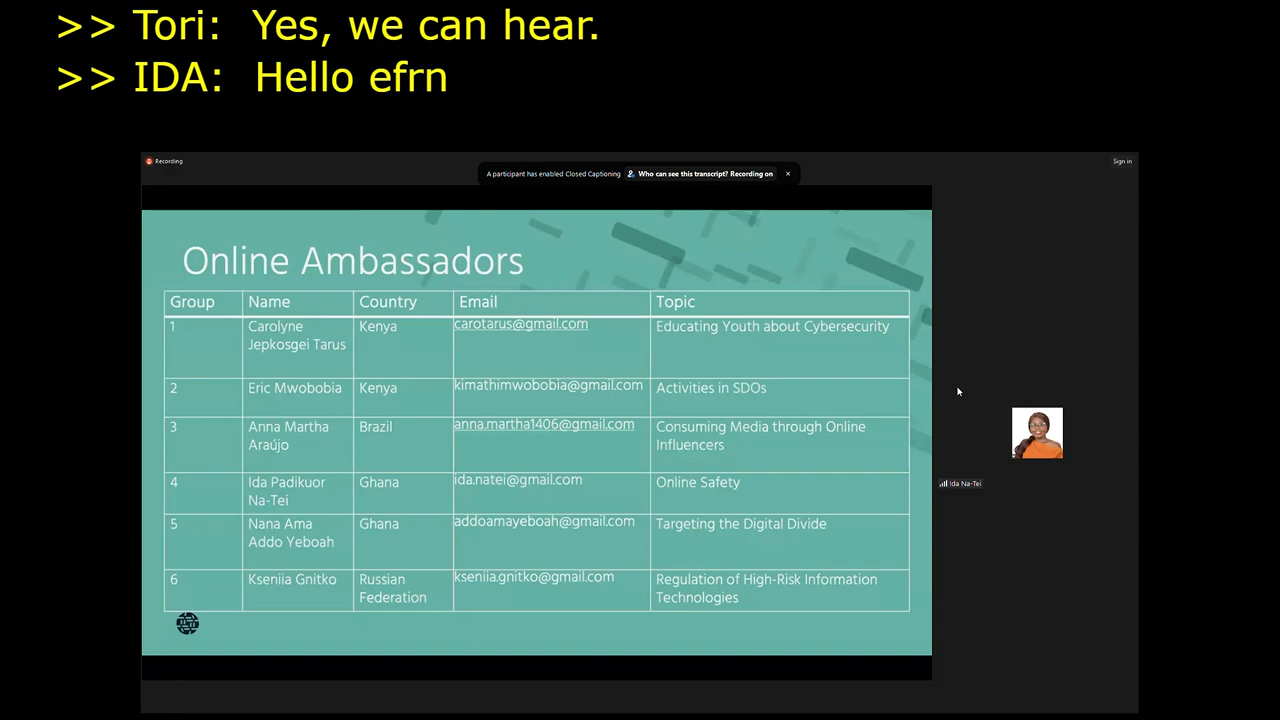 >> Tori: Yes, we can hear.
>> IDA: Hello efrn
Recording
A participant has enabled Closed Captioning Who can see this transcript? Recording on ×
Sign in
Online Ambassadors
Group Name Country Email Topic
1 Carolyne Jepkosgei Tarus Kenya carotarus@gmail.com Educating Youth about Cybersecurity
2 Eric Mwobobia Kenya kimathimwobobia@gmail.com Activities in SDOs
3 Anna Martha Araújo Brazil anna.martha1406@gmail.com Consuming Media through Online Influencers
4 Ida Padikuor Na-Tei Ghana ida.natei@gmail.com Online Safety
5 Nana Ama Addo Yeboah Ghana addoamayeboah@gmail.com Targeting the Digital Divide
6 Kseniia Gnitko Russian Federation kseniia.gnitko@gmail.com Regulation of High-Risk Information Technologies
Ida Na-Tei